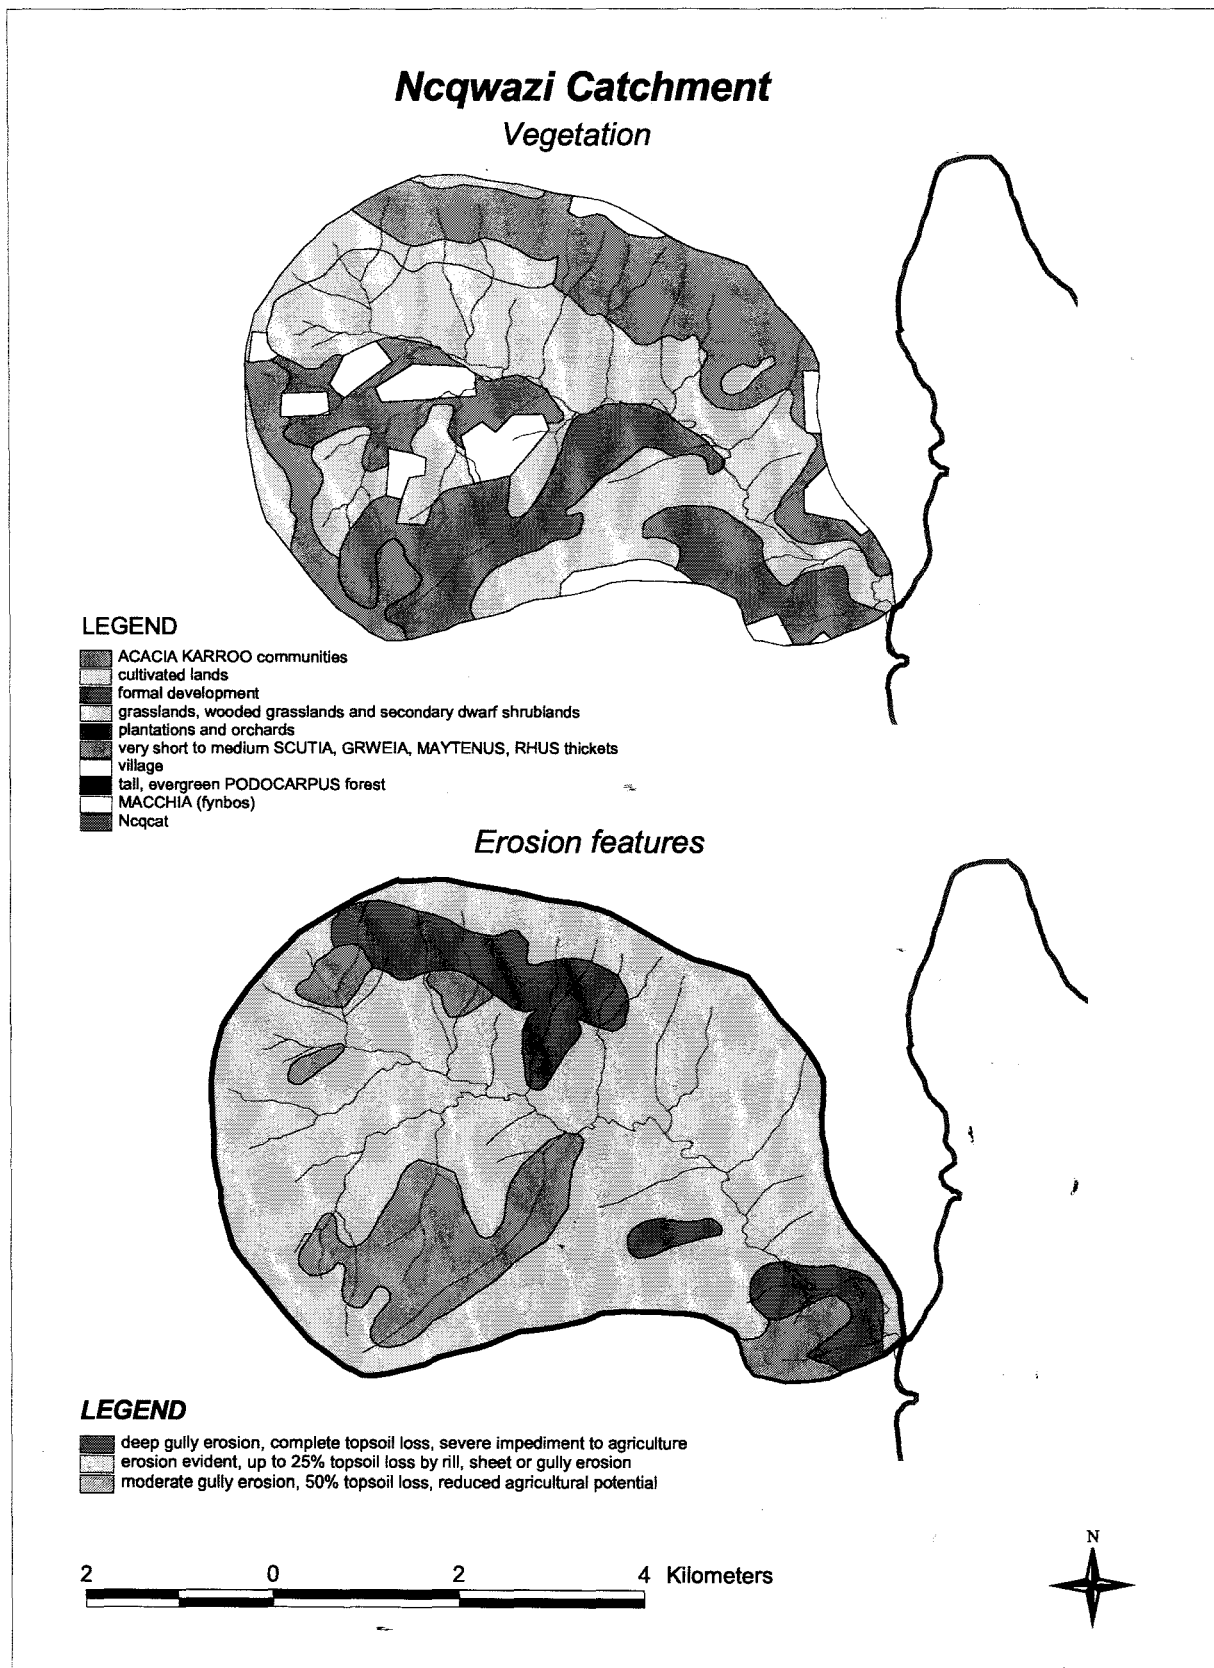 Ncqwazi Catchment
Vegetation
LEGEND
ACACIA KARROO communities
cultivated lands
formal development
grasslands, wooded grasslands and secondary dwarf shrublands
plantations and orchards
very short to medium SCUTIA, GRWEIA, MAYTENUS, RHUS thickets
village
tall, evergreen PODOCARPUS forest
MACCHIA (fynbos)
Ncqcat
Erosion features
LEGEND
deep gully erosion, complete topsoil loss, severe impediment to agriculture
erosion evident, up to 25% topsoil loss by rill, sheet or gully erosion
moderate gully erosion, 50% topsoil loss, reduced agricultural potential
N
2 0 2 4 Kilometers